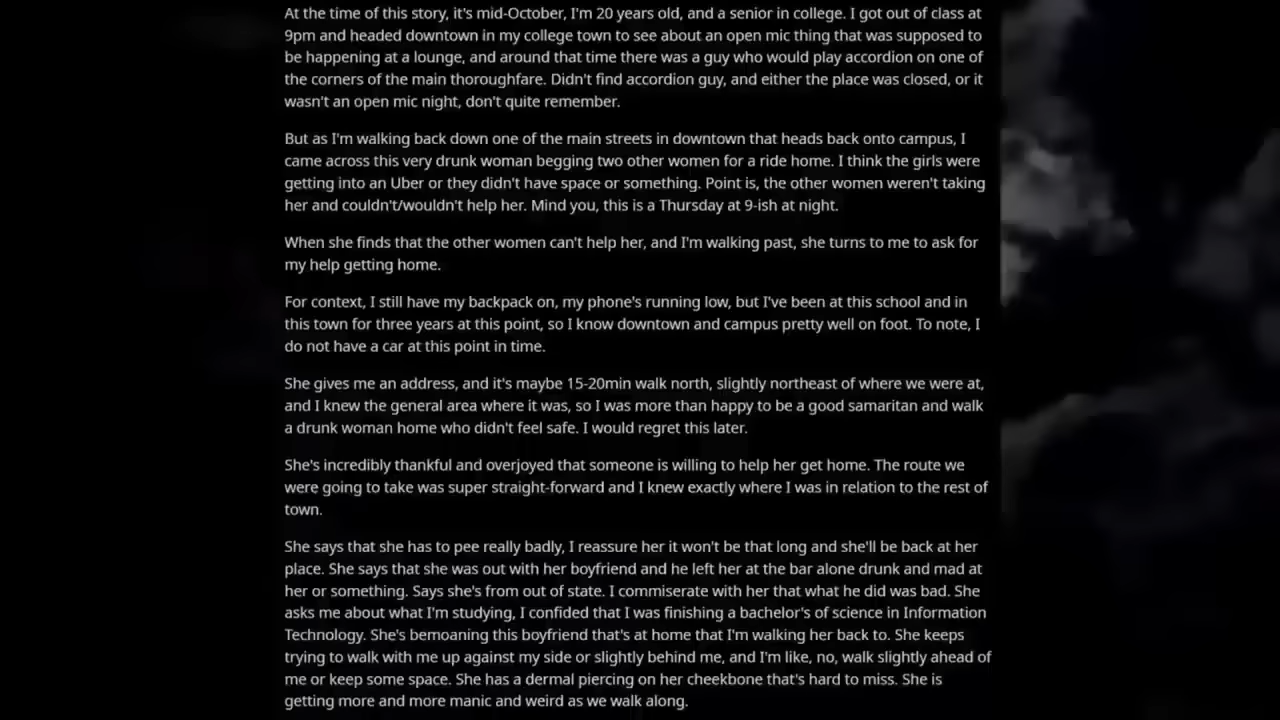 At the time of this story, it's mid-October, I'm 20 years old, and a senior in college. I got out of class at
9pm and headed downtown in my college town to see about an open mic thing that was supposed to
be happening at a lounge, and around that time there was a guy who would play accordion on one of
the corners of the main thoroughfare. Didn't find accordion guy, and either the place was closed, or it
wasn't an open mic night, don't quite remember.
But as I'm walking back down one of the main streets in downtown that heads back onto campus, I
came across this very drunk woman begging two other women for a ride home. I think the girls were
getting into an Uber or they didn't have space or something. Point is, the other women weren't taking
her and couldn't/wouldn't help her. Mind you, this is a Thursday at 9-ish at night.
When she finds that the other women can't help her, and I'm walking past, she turns to me to ask for
my help getting home.
For context, I still have my backpack on, my phone's running low, but I've been at this school and in
this town for three years at this point, so I know downtown and campus pretty well on foot. To note, I
do not have a car at this point in time.
She gives me an address, and it's maybe 15-20min walk north, slightly northeast of where we were at,
and I knew the general area where it was, so I was more than happy to be a good samaritan and walk
a drunk woman home who didn't feel safe. I would regret this later.
She's incredibly thankful and overjoyed that someone is willing to help her get home. The route we
were going to take was super straight-forward and I knew exactly where I was in relation to the rest of
town.
She says that she has to pee really badly, I reassure her it won't be that long and she'll be back at her
place. She says that she was out with her boyfriend and he left her at the bar alone drunk and mad at
her or something. Says she's from out of state. I commiserate with her that what he did was bad. She
asks me about what I'm studying, I confided that I was finishing a bachelor's of science in Information
Technology. She's bemoaning this boyfriend that's at home that I'm walking her back to. She keeps
trying to walk with me up against my side or slightly behind me, and I'm like, no, walk slightly ahead of
me or keep some space. She has a dermal piercing on her cheekbone that's hard to miss. She is
getting more and more manic and weird as we walk along.